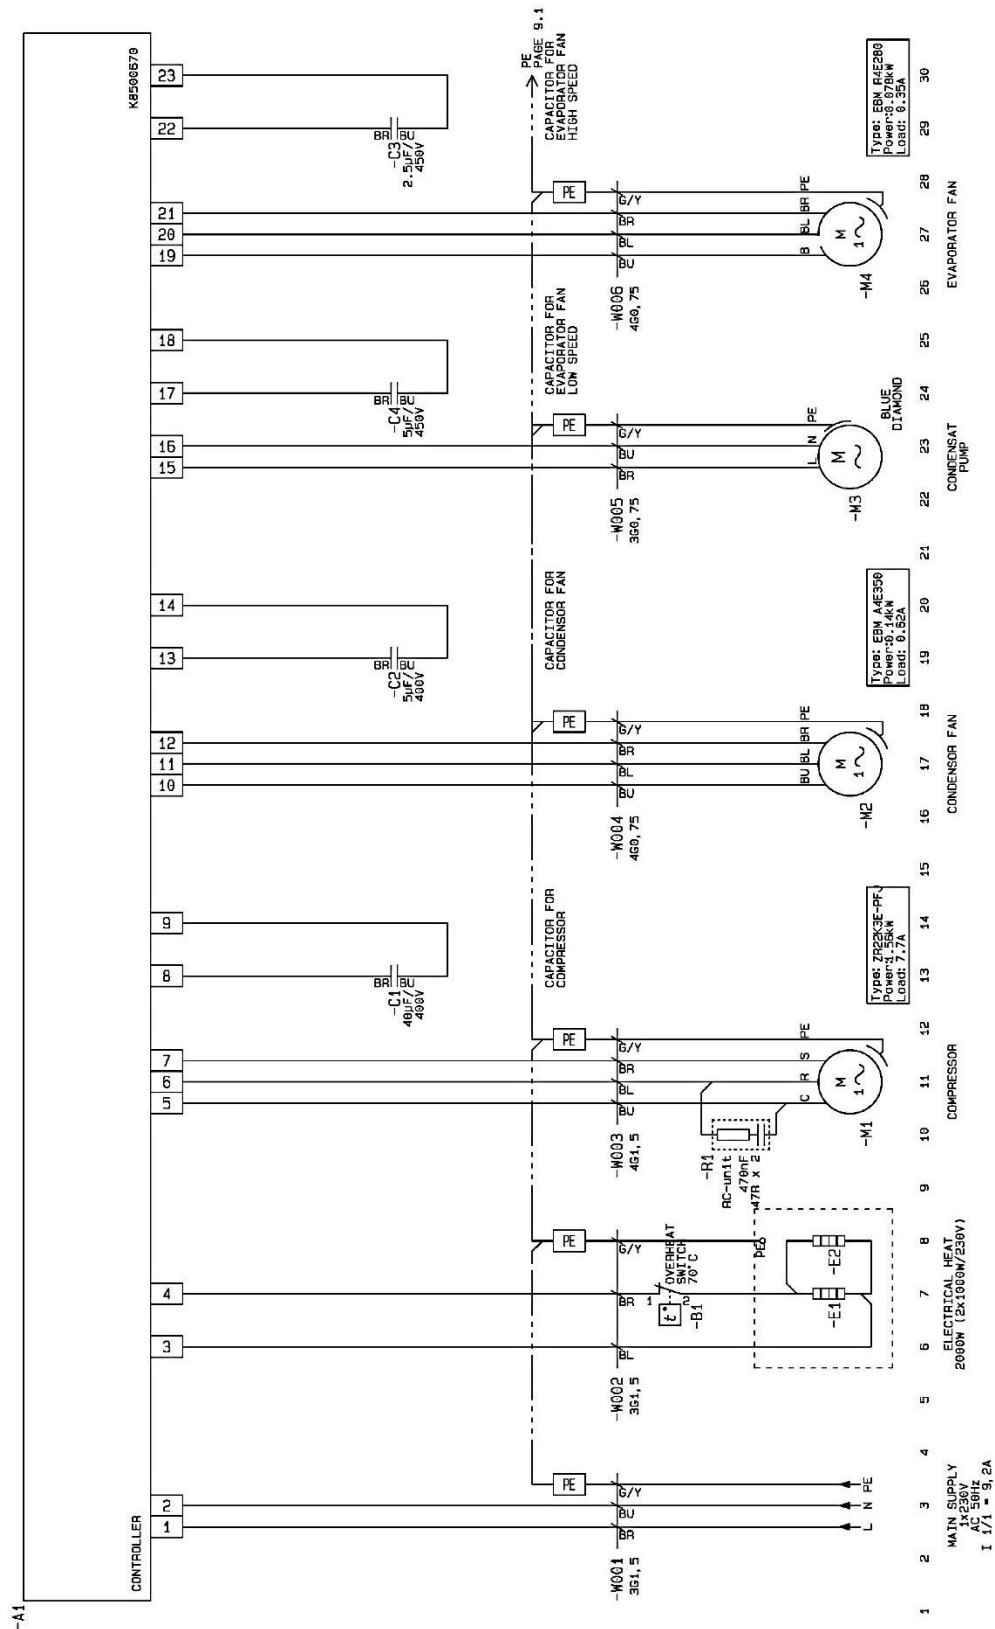 -A1
CONTROLLER
K8500670
1
2
3
4
5
6
7
8
9
10
11
12
13
14
15
16
17
18
19
20
21
22
23
BR BU
-C1
40µF/
400V
BR BU
-C2
5µF/
400V
BR BU
-C4
5µF/
450V
BR BU
-C3
2.5µF/
450V
PE
PAGE 9.1
CAPACITOR FOR
COMPRESSOR
CAPACITOR FOR
CONDENSOR FAN
CAPACITOR FOR
EVAPORATOR FAN
LOW SPEED
CAPACITOR FOR
EVAPORATOR FAN
HIGH SPEED
PE
PE
PE
PE
PE
PE
-W001
3G1,5
BR
BU
G/Y
-W002
3G1,5
BL
BR
G/Y
-W003
4G1,5
BU
BL
BR
G/Y
-W004
4G0,75
BU
BL
BR
G/Y
-W005
3G0,75
BR
BU
G/Y
-W006
4G0,75
BU
BL
BR
G/Y
OVERHEAT
SWITCH
70°C
1
2
t°
-B1
PE
-E1
-E2
-R1
RC-unit
470nF
47R x 2
L
N
PE
C
R
S
PE
M
1~
-M1
BU
BL
BR
PE
M
1~
-M2
L
N
PE
M
~
-M3
BLUE
DIAMOND
B
BL
BR
PE
M
1~
-M4
Type: ZR22K3E-PFJ
Power:1.56kW
Load: 7.7A
Type: EBM A4E350
Power:0.14kW
Load: 0.62A
Type: EBM R4E280
Power:0.078kW
Load: 0.35A
1
2
3
4
5
6
7
8
9
10
11
12
13
14
15
16
17
18
19
20
21
22
23
24
25
26
27
28
29
30
MAIN SUPPLY
1x230V
AC 50Hz
I 1/1 = 9,2A
ELECTRICAL HEAT
2000W (2x1000W/230V)
COMPRESSOR
CONDENSOR FAN
CONDENSAT
PUMP
EVAPORATOR FAN